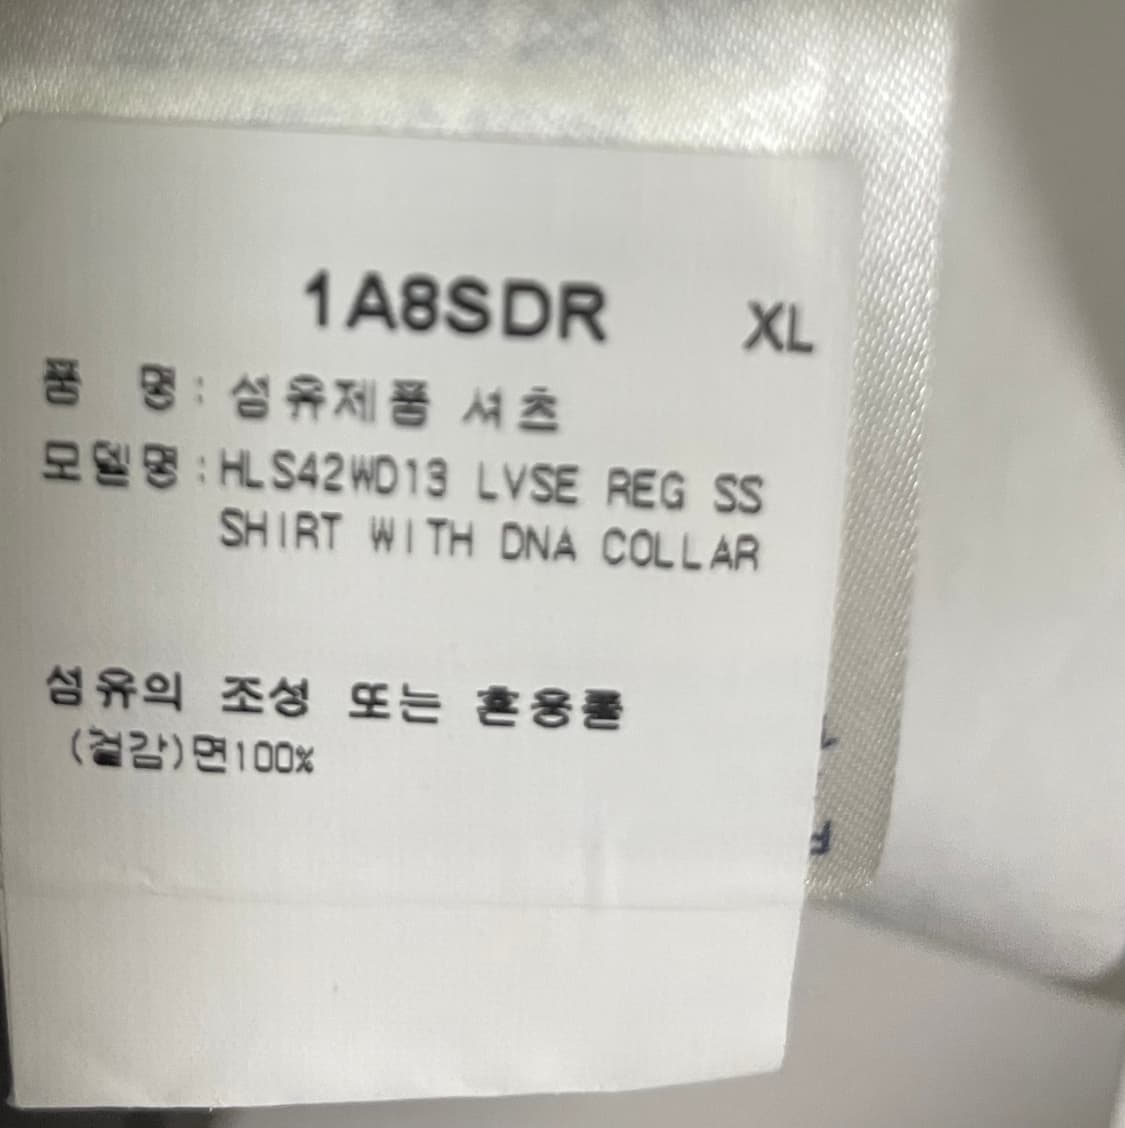 1A8SDR XL
품 명 : 섬유제품 셔츠
모델명 : HLS42WD13 LVSE REG SS
SHIRT WITH DNA COLLAR
섬유의 조성 또는 혼용률
(겉감)면100%